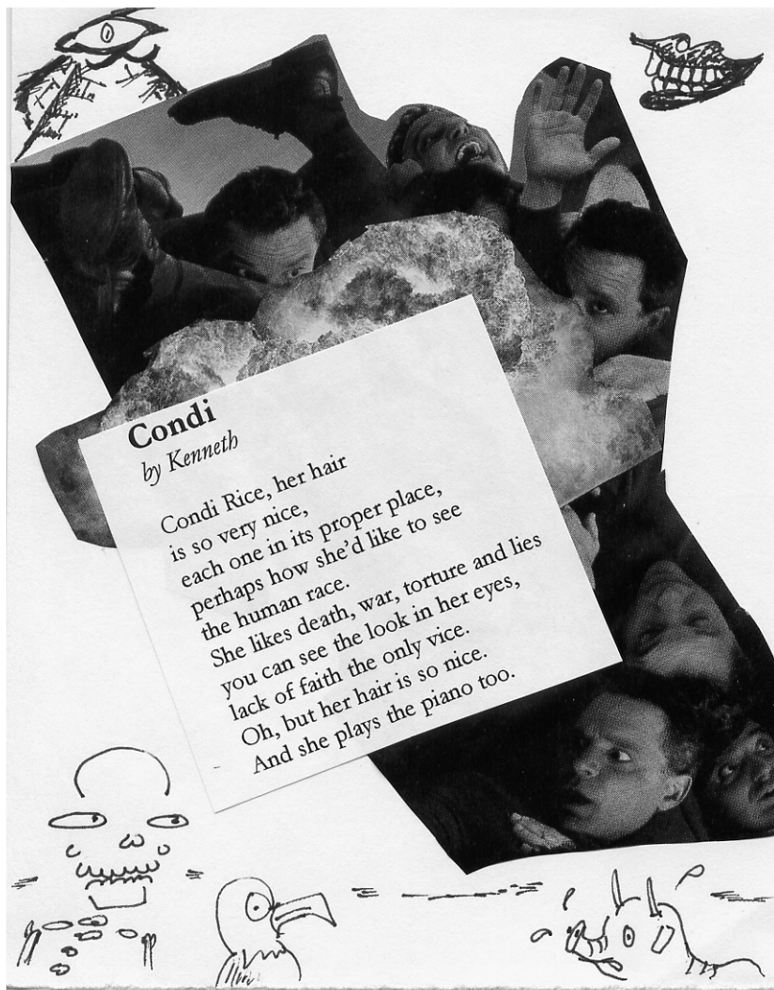 Condi
by Kenneth
Condi Rice, her hair
is so very nice,
each one in its proper place,
perhaps how she'd like to see
the human race.
She likes death, war, torture and lies
you can see the look in her eyes,
lack of faith the only vice.
Oh, but her hair is so nice.
And she plays the piano too.